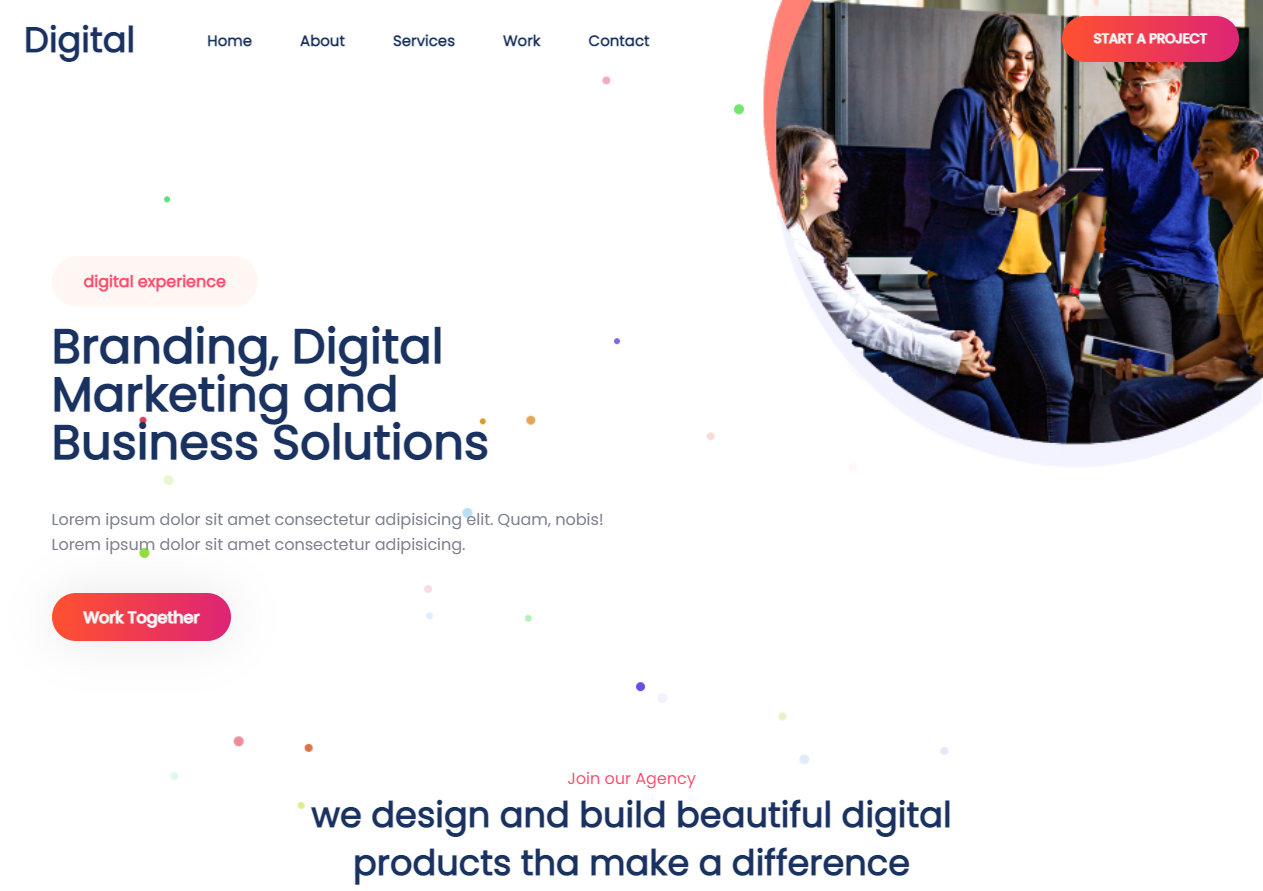 Digital
Home
About
Services
Work
Contact
START A PROJECT
digital experience
Branding, Digital
Marketing and
Business Solutions
Lorem ipsum dolor sit amet consectetur adipisicing elit. Quam, nobis!
Lorem ipsum dolor sit amet consectetur adipisicing.
Work Together
Join our Agency
we design and build beautiful digital
products tha make a difference